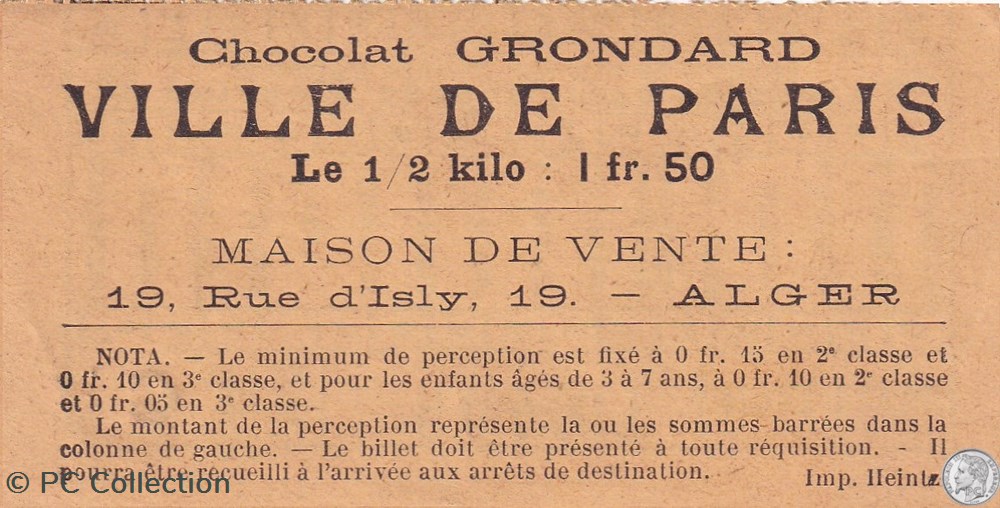 Chocolat GRONDARD
VILLE DE PARIS
Le 1/2 kilo : 1 fr. 50
MAISON DE VENTE :
19, Rue d'Isly, 19. — ALGER
NOTA. — Le minimum de perception est fixé à 0 fr. 15 en 2e classe et
0 fr. 10 en 3e classe, et pour les enfants âgés de 3 à 7 ans, à 0 fr. 10 en 2e classe
et 0 fr. 05 en 3e classe.
Le montant de la perception représente la ou les sommes barrées dans la
colonne de gauche. — Le billet doit être présenté à toute réquisition. - Il
pourra être recueilli à l'arrivée aux arrêts de destination.
Imp. Heintz
© PC Collection